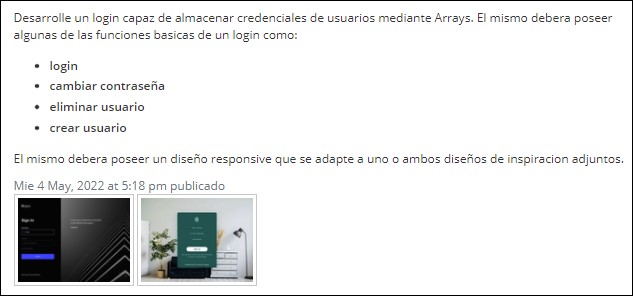 Desarrolle un login capaz de almacenar credenciales de usuarios mediante Arrays. El mismo debera poseer
algunas de las funciones basicas de un login como:
login
cambiar contraseña
eliminar usuario
crear usuario
El mismo debera poseer un diseño responsive que se adapte a uno o ambos diseños de inspiracion adjuntos.
Mie 4 May, 2022 at 5:18 pm publicado
Sign In